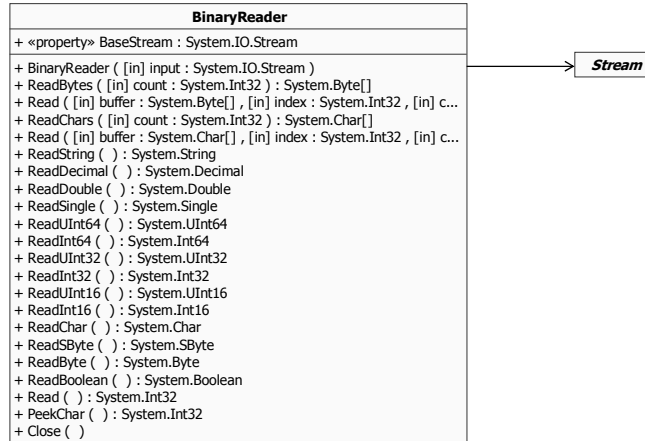 BinaryReader
+ «property» BaseStream : System.IO.Stream
+ BinaryReader ( [in] input : System.IO.Stream )
+ ReadBytes ( [in] count : System.Int32 ) : System.Byte[]
+ Read ( [in] buffer : System.Byte[] , [in] index : System.Int32 , [in] c...
+ ReadChars ( [in] count : System.Int32 ) : System.Char[]
+ Read ( [in] buffer : System.Char[] , [in] index : System.Int32 , [in] c...
+ ReadString ( ) : System.String
+ ReadDecimal ( ) : System.Decimal
+ ReadDouble ( ) : System.Double
+ ReadSingle ( ) : System.Single
+ ReadUInt64 ( ) : System.UInt64
+ ReadInt64 ( ) : System.Int64
+ ReadUInt32 ( ) : System.UInt32
+ ReadInt32 ( ) : System.Int32
+ ReadUInt16 ( ) : System.UInt16
+ ReadInt16 ( ) : System.Int16
+ ReadChar ( ) : System.Char
+ ReadSByte ( ) : System.SByte
+ ReadByte ( ) : System.Byte
+ ReadBoolean ( ) : System.Boolean
+ Read ( ) : System.Int32
+ PeekChar ( ) : System.Int32
+ Close ( )
Stream